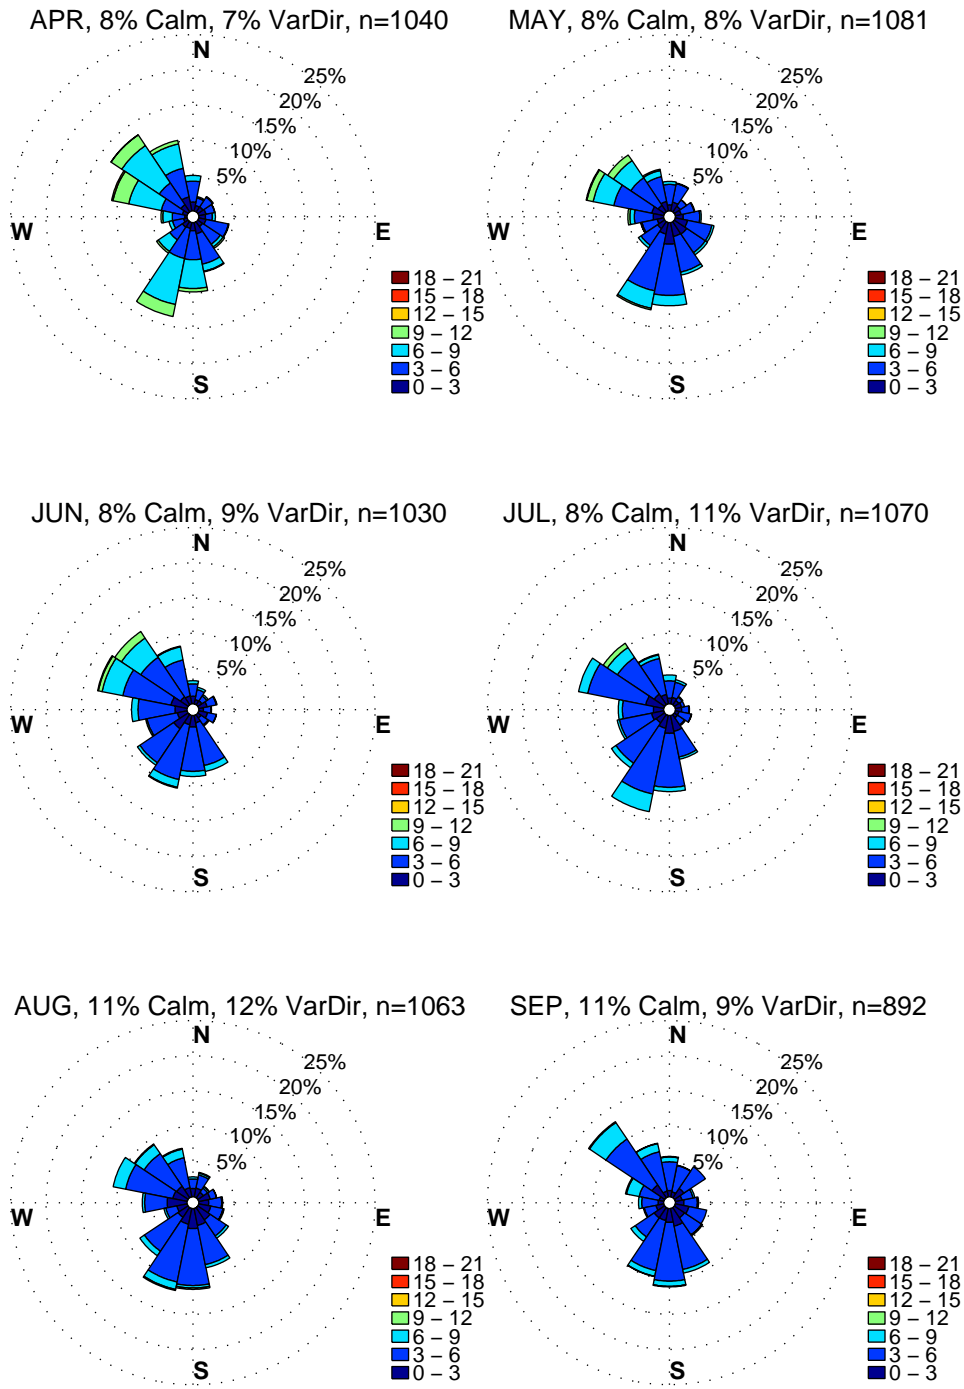 APR, 8% Calm, 7% VarDir, n=1040
N
25%
20%
15%
10%
5%
W
E
S
18 – 21
15 – 18
12 – 15
9 – 12
6 – 9
3 – 6
0 – 3
MAY, 8% Calm, 8% VarDir, n=1081
N
25%
20%
15%
10%
5%
W
E
S
18 – 21
15 – 18
12 – 15
9 – 12
6 – 9
3 – 6
0 – 3
JUN, 8% Calm, 9% VarDir, n=1030
N
25%
20%
15%
10%
5%
W
E
S
18 – 21
15 – 18
12 – 15
9 – 12
6 – 9
3 – 6
0 – 3
JUL, 8% Calm, 11% VarDir, n=1070
N
25%
20%
15%
10%
5%
W
E
S
18 – 21
15 – 18
12 – 15
9 – 12
6 – 9
3 – 6
0 – 3
AUG, 11% Calm, 12% VarDir, n=1063
N
25%
20%
15%
10%
5%
W
E
S
18 – 21
15 – 18
12 – 15
9 – 12
6 – 9
3 – 6
0 – 3
SEP, 11% Calm, 9% VarDir, n=892
N
25%
20%
15%
10%
5%
W
E
S
18 – 21
15 – 18
12 – 15
9 – 12
6 – 9
3 – 6
0 – 3